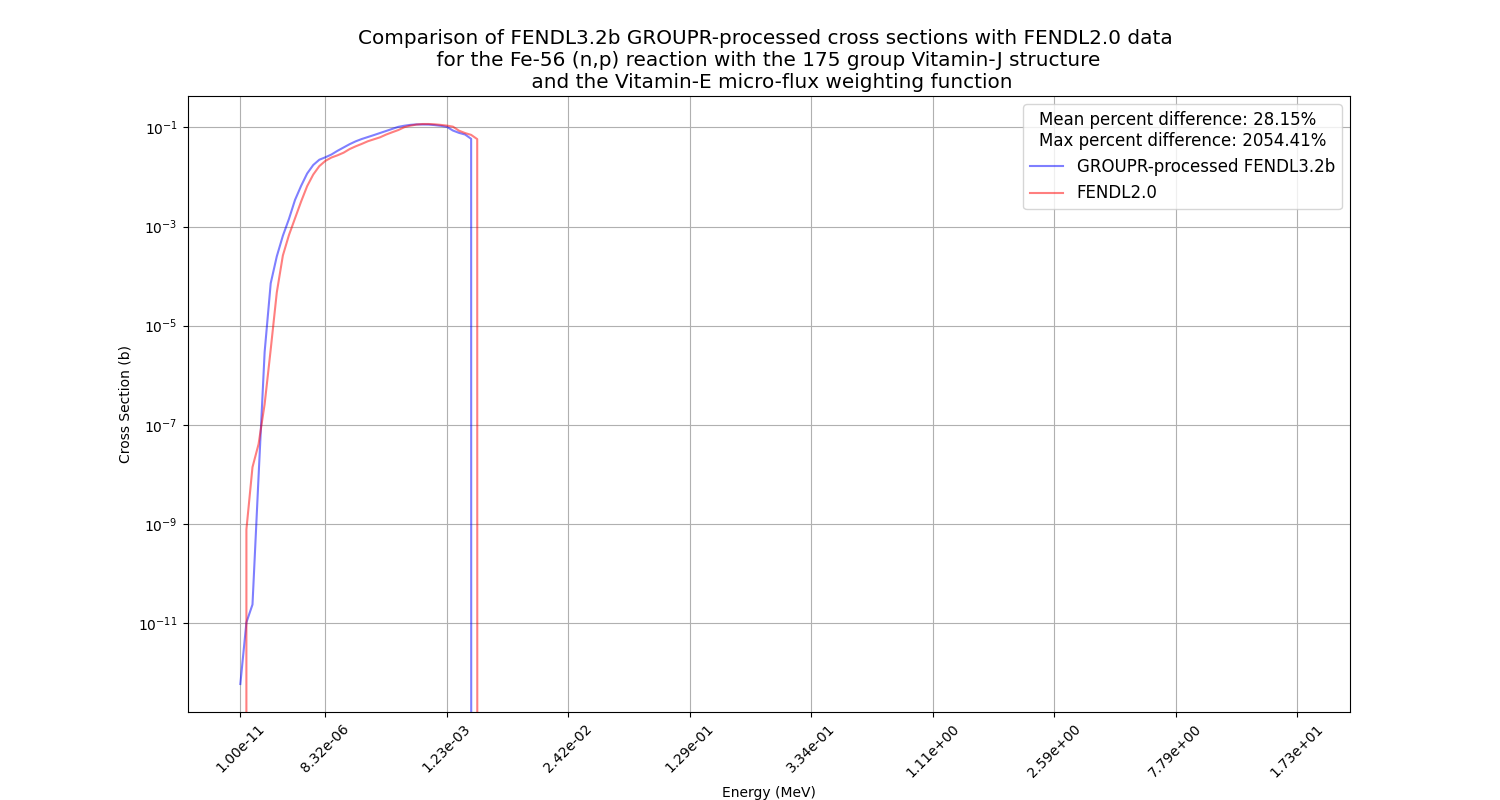 Comparison of FENDL3.2b GROUPR-processed cross sections with FENDL2.0 data
for the Fe-56 (n,p) reaction with the 175 group Vitamin-J structure
and the Vitamin-E micro-flux weighting function
Mean percent difference: 28.15%
Max percent difference: 2054.41%
GROUPR-processed FENDL3.2b
FENDL2.0
Cross Section (b)
10⁻¹
10⁻³
10⁻⁵
10⁻⁷
10⁻⁹
10⁻¹¹
1.00e-11
8.32e-06
1.23e-03
2.42e-02
1.29e-01
3.34e-01
1.11e+00
2.59e+00
7.79e+00
1.73e+01
Energy (MeV)